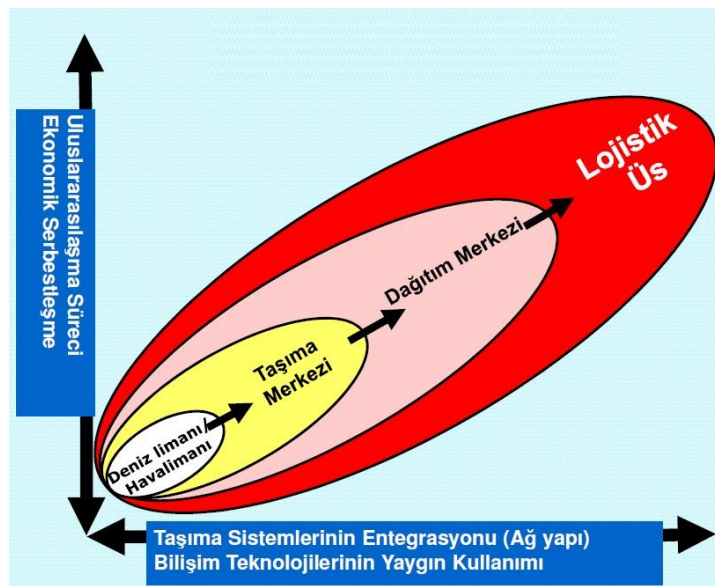 Uluslararasılaşma Süreci
Ekonomik Serbestleşme
Lojistik
Üs
Dağıtım Merkezi
Taşıma
Merkezi
Deniz limanı/
Havalimanı
Taşıma Sistemlerinin Entegrasyonu (Ağ yapı)
Bilişim Teknolojilerinin Yaygın Kullanımı